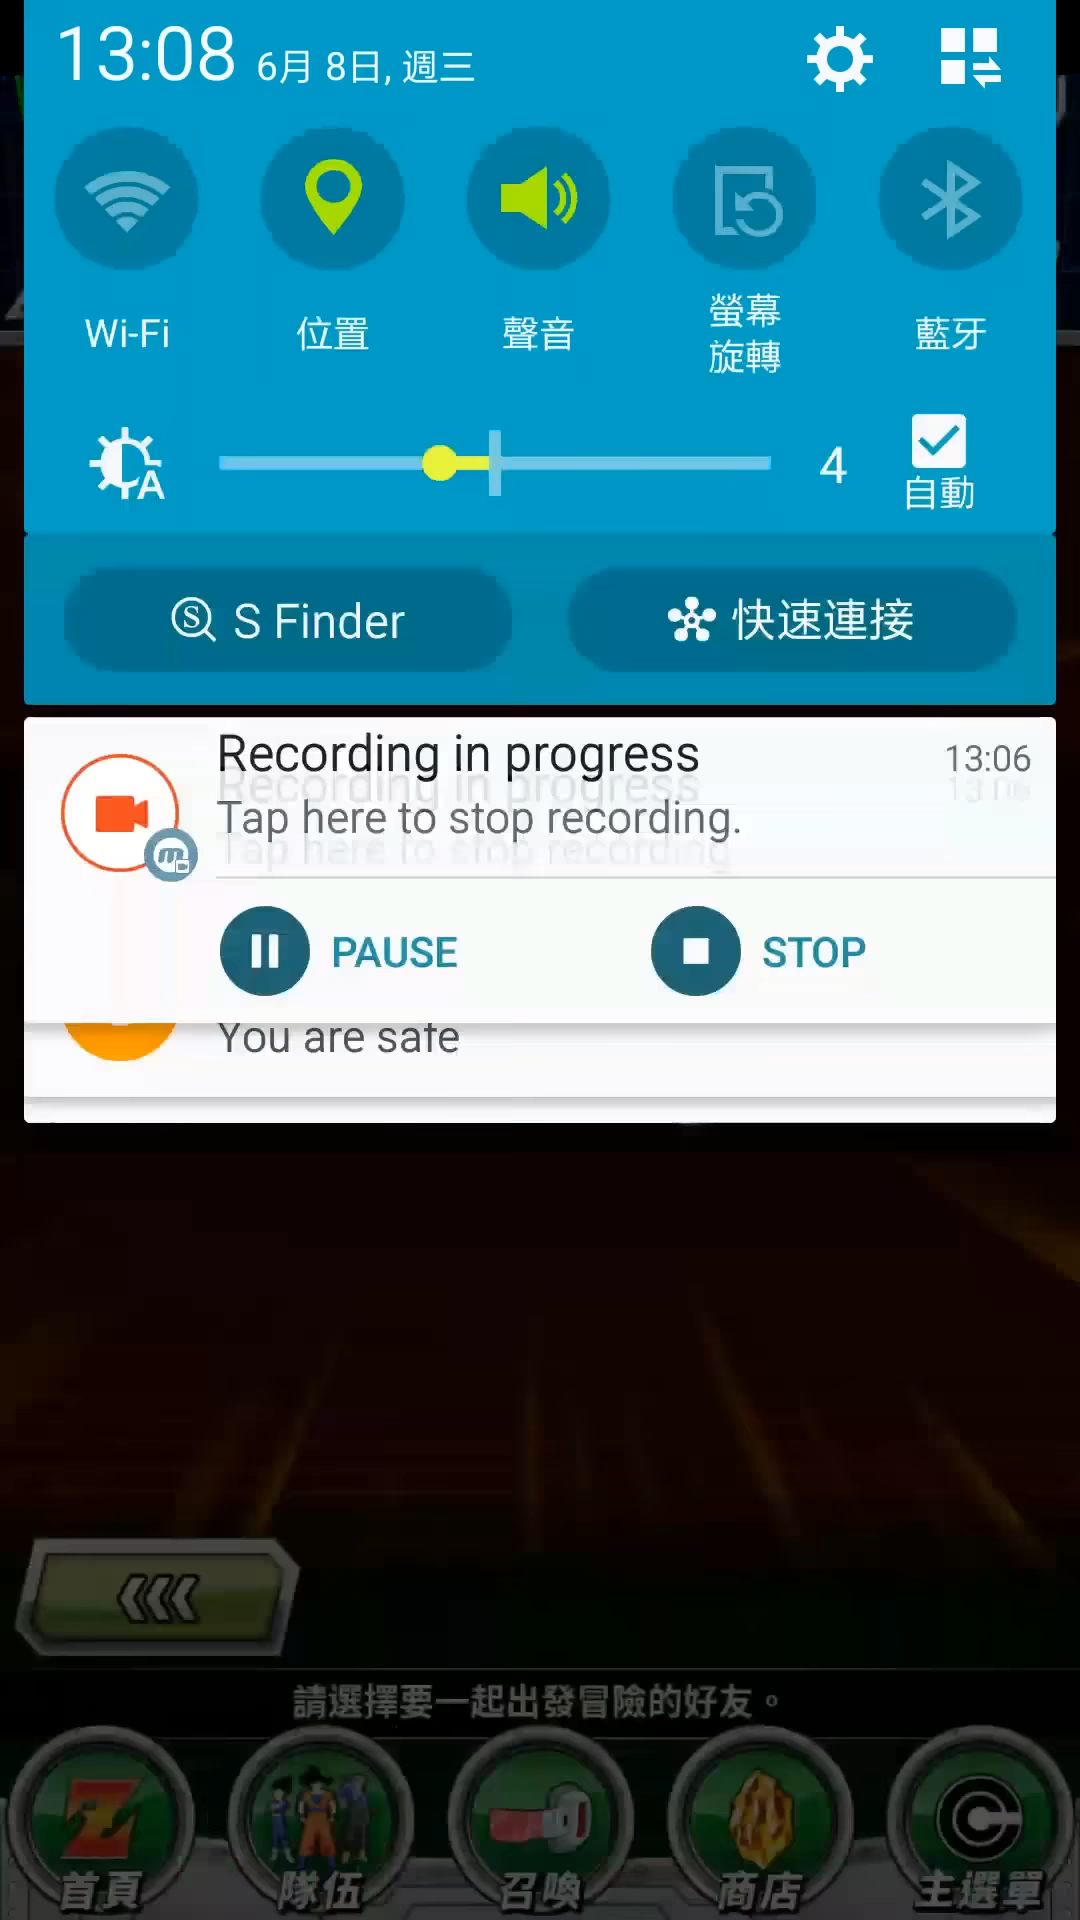 13:08 6月 8日, 週三
Wi-Fi
位置
聲音
螢幕
旋轉
藍牙
4
自動
S Finder
快速連接
Recording in progress
13:06
Tap here to stop recording.
PAUSE
STOP
You are safe
請選擇要一起出發冒險的好友。
首頁
隊伍
召喚
商店
主選單